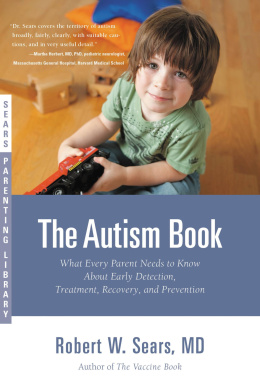 "Dr. Sears covers the territory of autism
broadly, fairly, clearly, with suitable cau-
tions, and in very useful detail."
—Martha Herbert, MD, PhD, pediatric neurologist,
Massachusetts General Hospital, Harvard Medical School
SEARS PARENTING LIBRARY
The Autism Book
What Every Parent Needs to Know
About Early Detection,
Treatment, Recovery, and Prevention
Robert W. Sears, MD
Author of The Vaccine Book